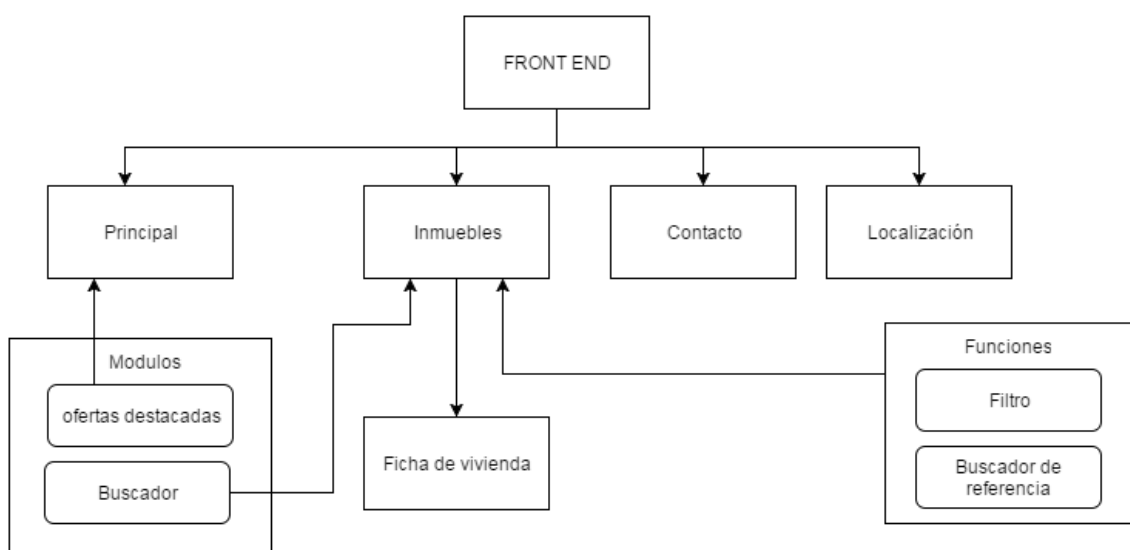 FRONT END
Principal
Inmuebles
Contacto
Localización
Modulos
ofertas destacadas
Buscador
Ficha de vivienda
Funciones
Filtro
Buscador de
referencia